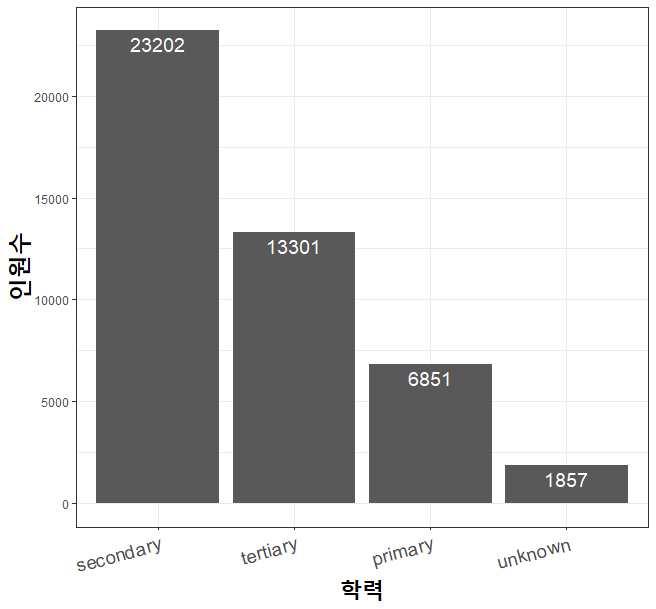 23202
20000
15000
13301
10000
6851
5000
1857
0
인원수
secondary
tertiary
primary
unknown
학력